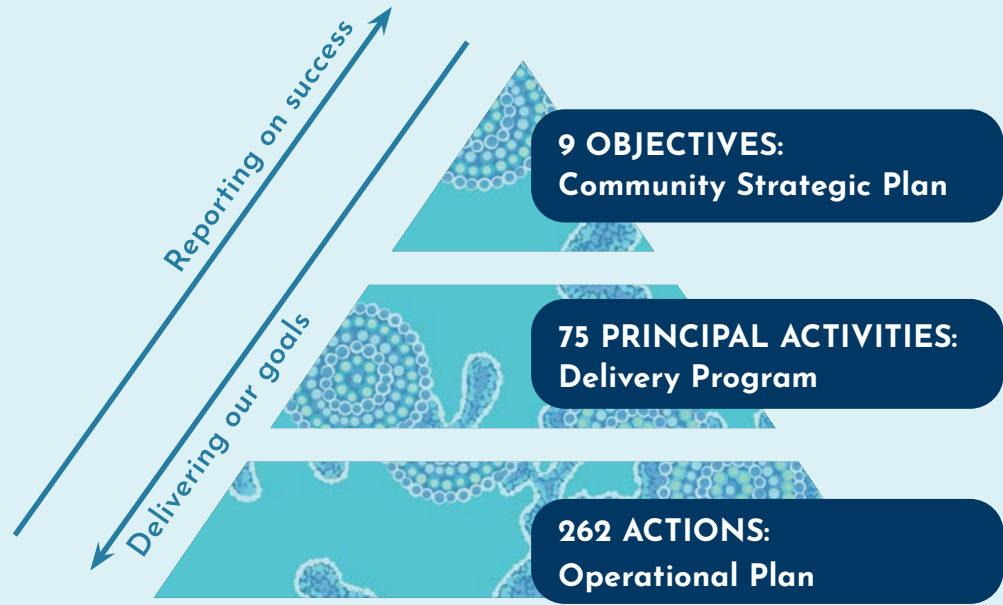 Reporting on success
Delivering our goals
9 OBJECTIVES:
Community Strategic Plan
75 PRINCIPAL ACTIVITIES:
Delivery Program
262 ACTIONS:
Operational Plan